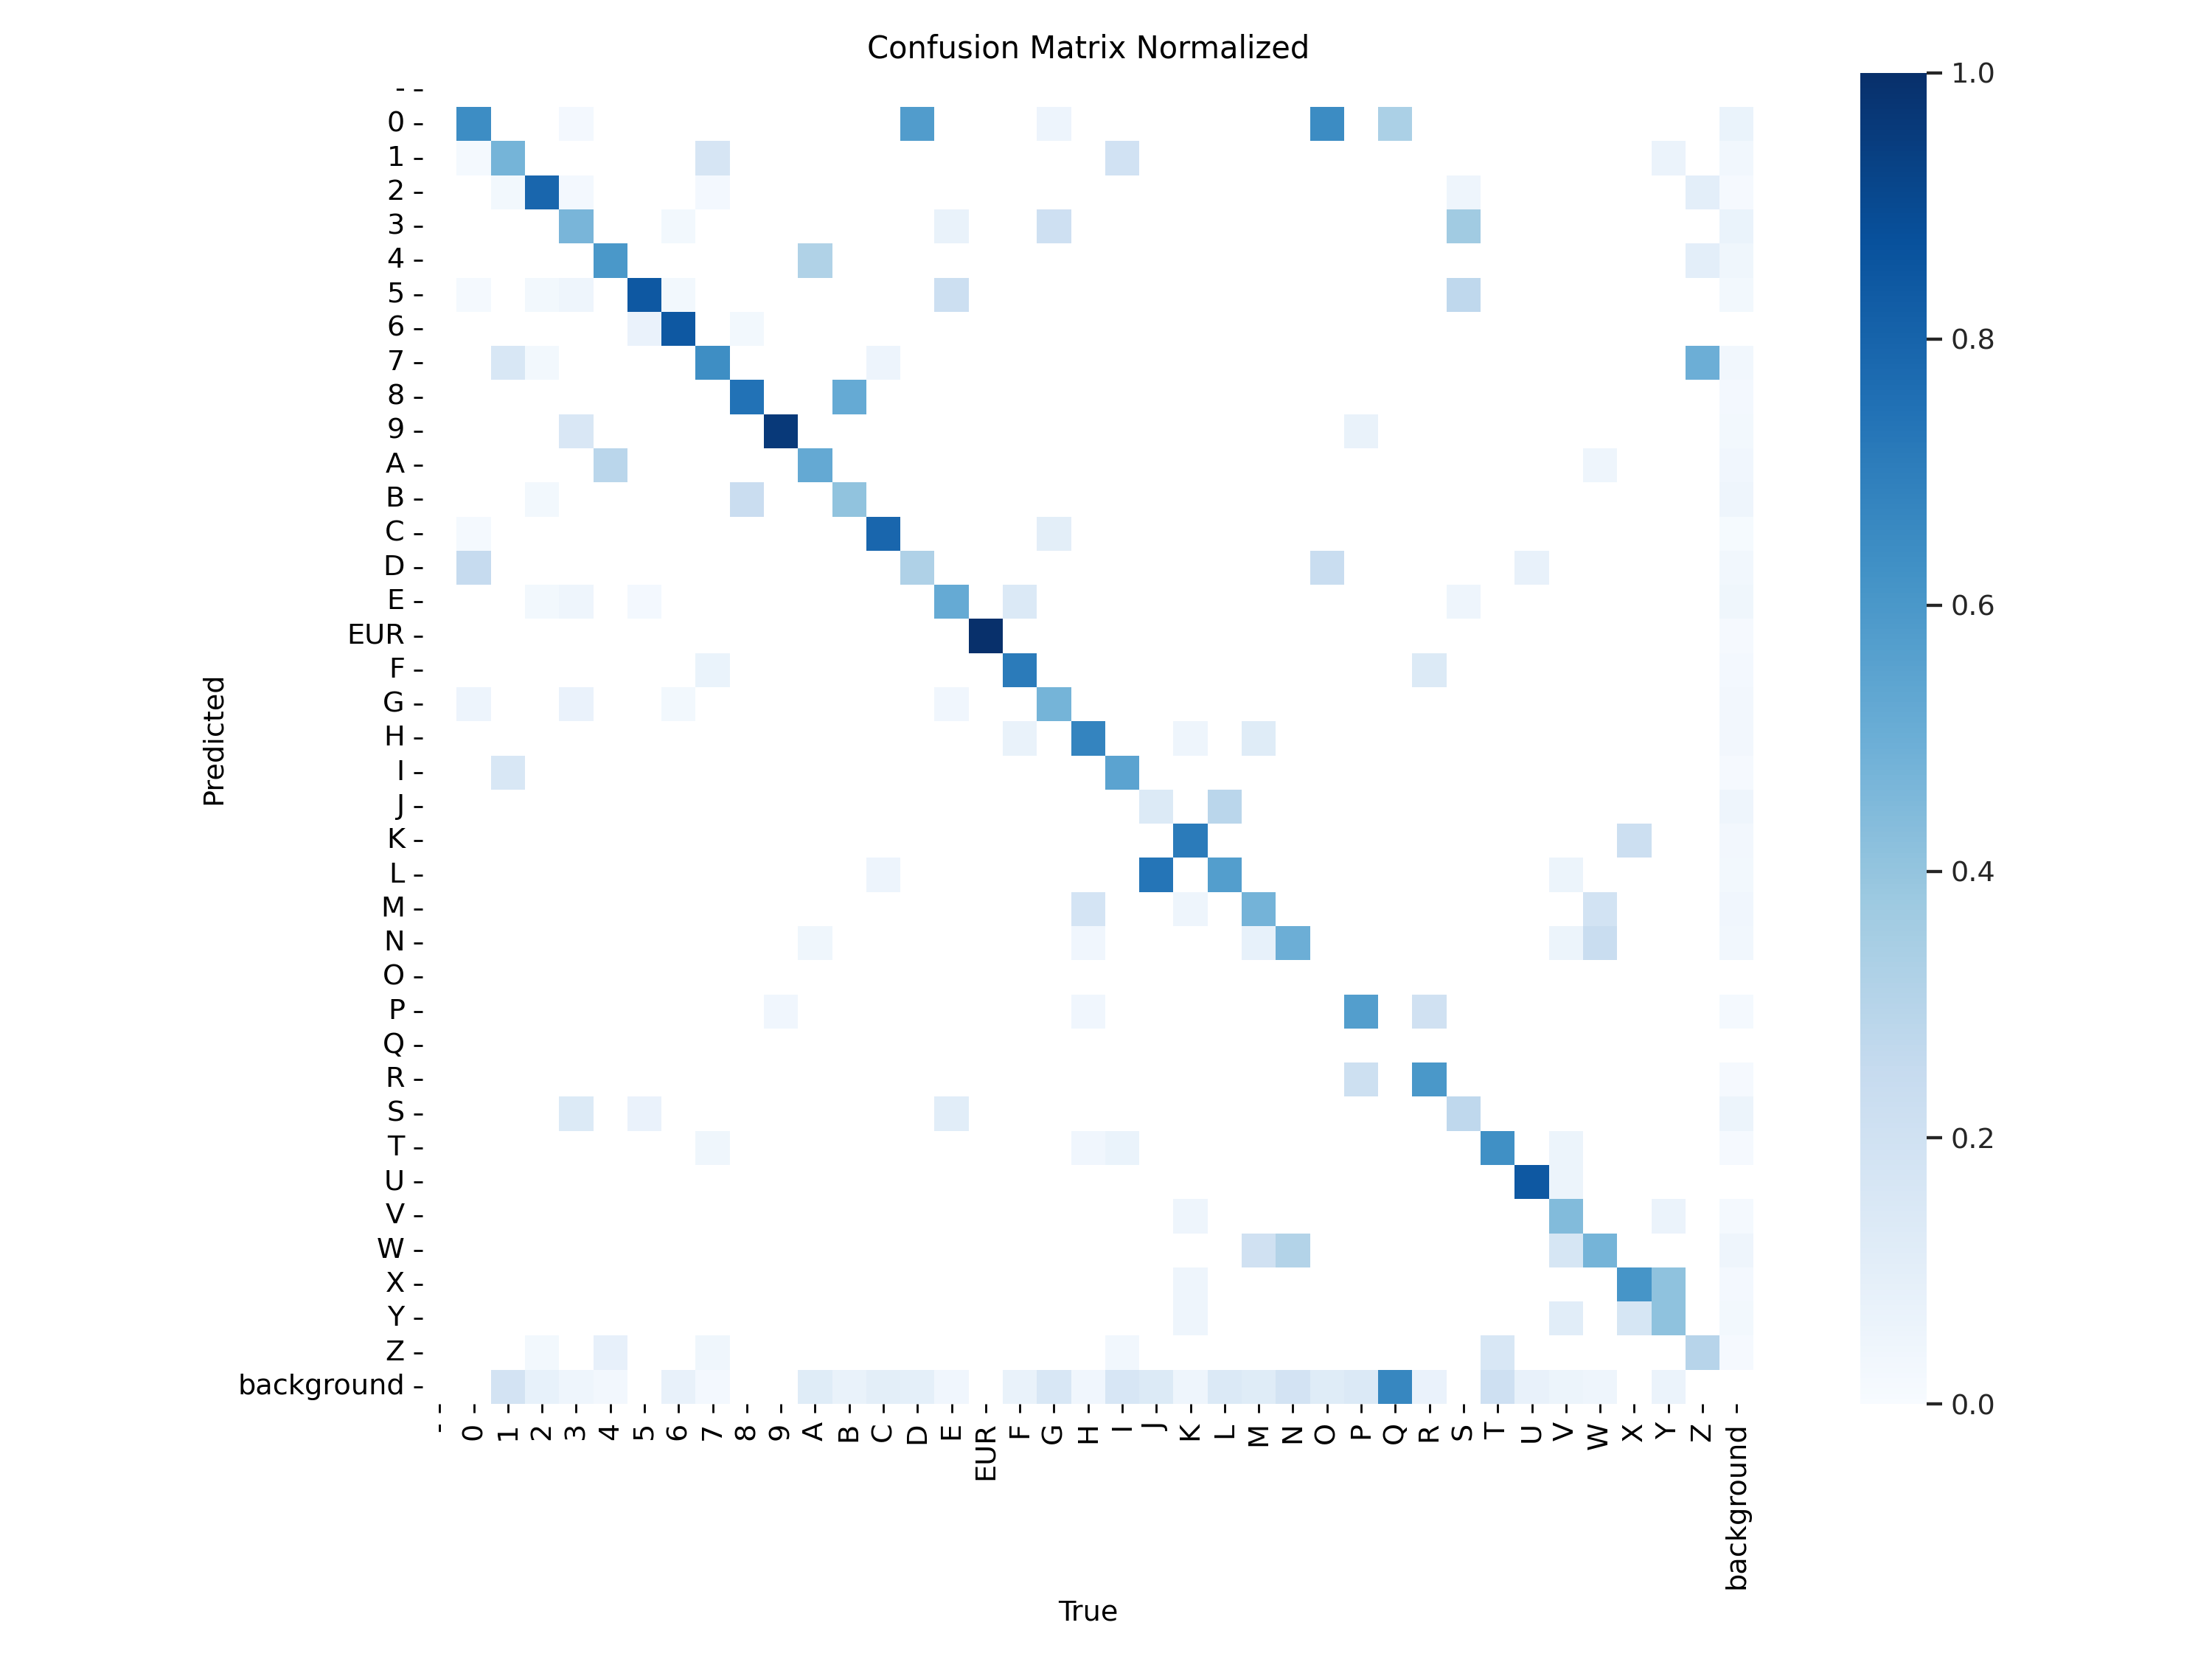 Confusion Matrix Normalized
Predicted
-
0
1
2
3
4
5
6
7
8
9
A
B
C
D
E
EUR
F
G
H
I
J
K
L
M
N
O
P
Q
R
S
T
U
V
W
X
Y
Z
background
- 0 1 2 3 4 5 6 7 8 9 A B C D E EUR F G H I J K L M N O P Q R S T U V W X Y Z background
True
1.0
0.8
0.6
0.4
0.2
0.0